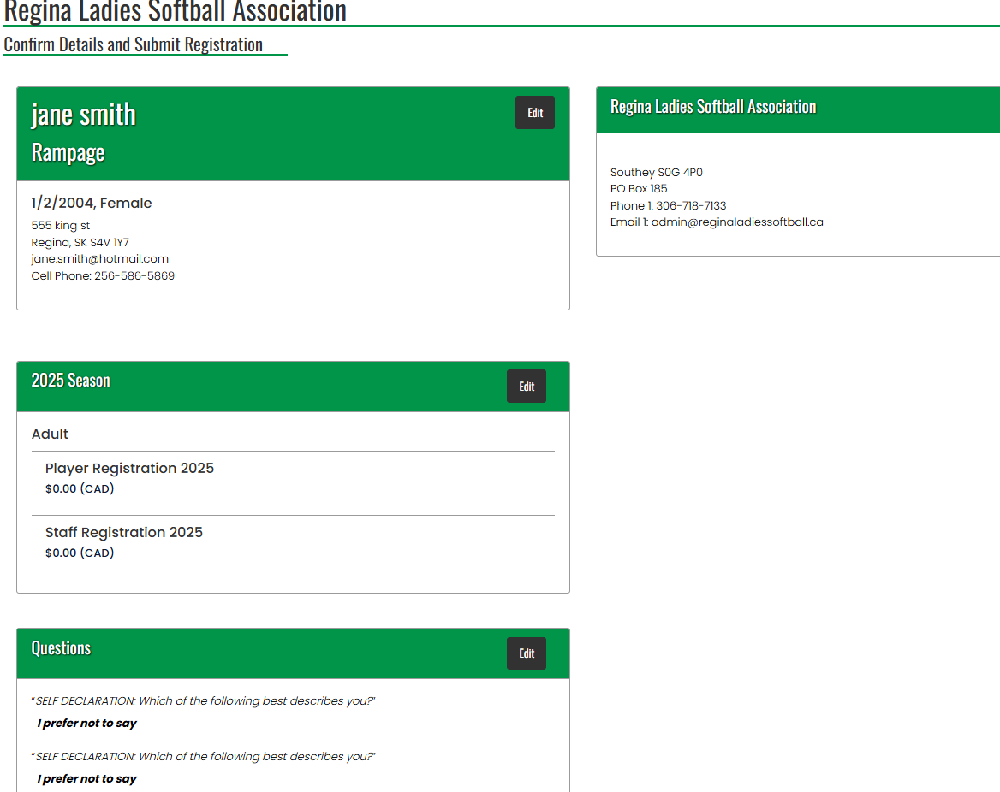 Regina Ladies Softball Association
Confirm Details and Submit Registration
jane smith
Edit
Rampage
1/2/2004, Female
555 king st
Regina, SK S4V 1Y7
jane.smith@hotmail.com
Cell Phone: 256-586-5869
Regina Ladies Softball Association
Southey S0G 4P0
PO Box 185
Phone 1: 306-718-7133
Email 1: admin@reginaladiessoftball.ca
2025 Season
Edit
Adult
Player Registration 2025
$0.00 (CAD)
Staff Registration 2025
$0.00 (CAD)
Questions
Edit
"SELF DECLARATION: Which of the following best describes you?"
I prefer not to say
"SELF DECLARATION: Which of the following best describes you?"
I prefer not to say